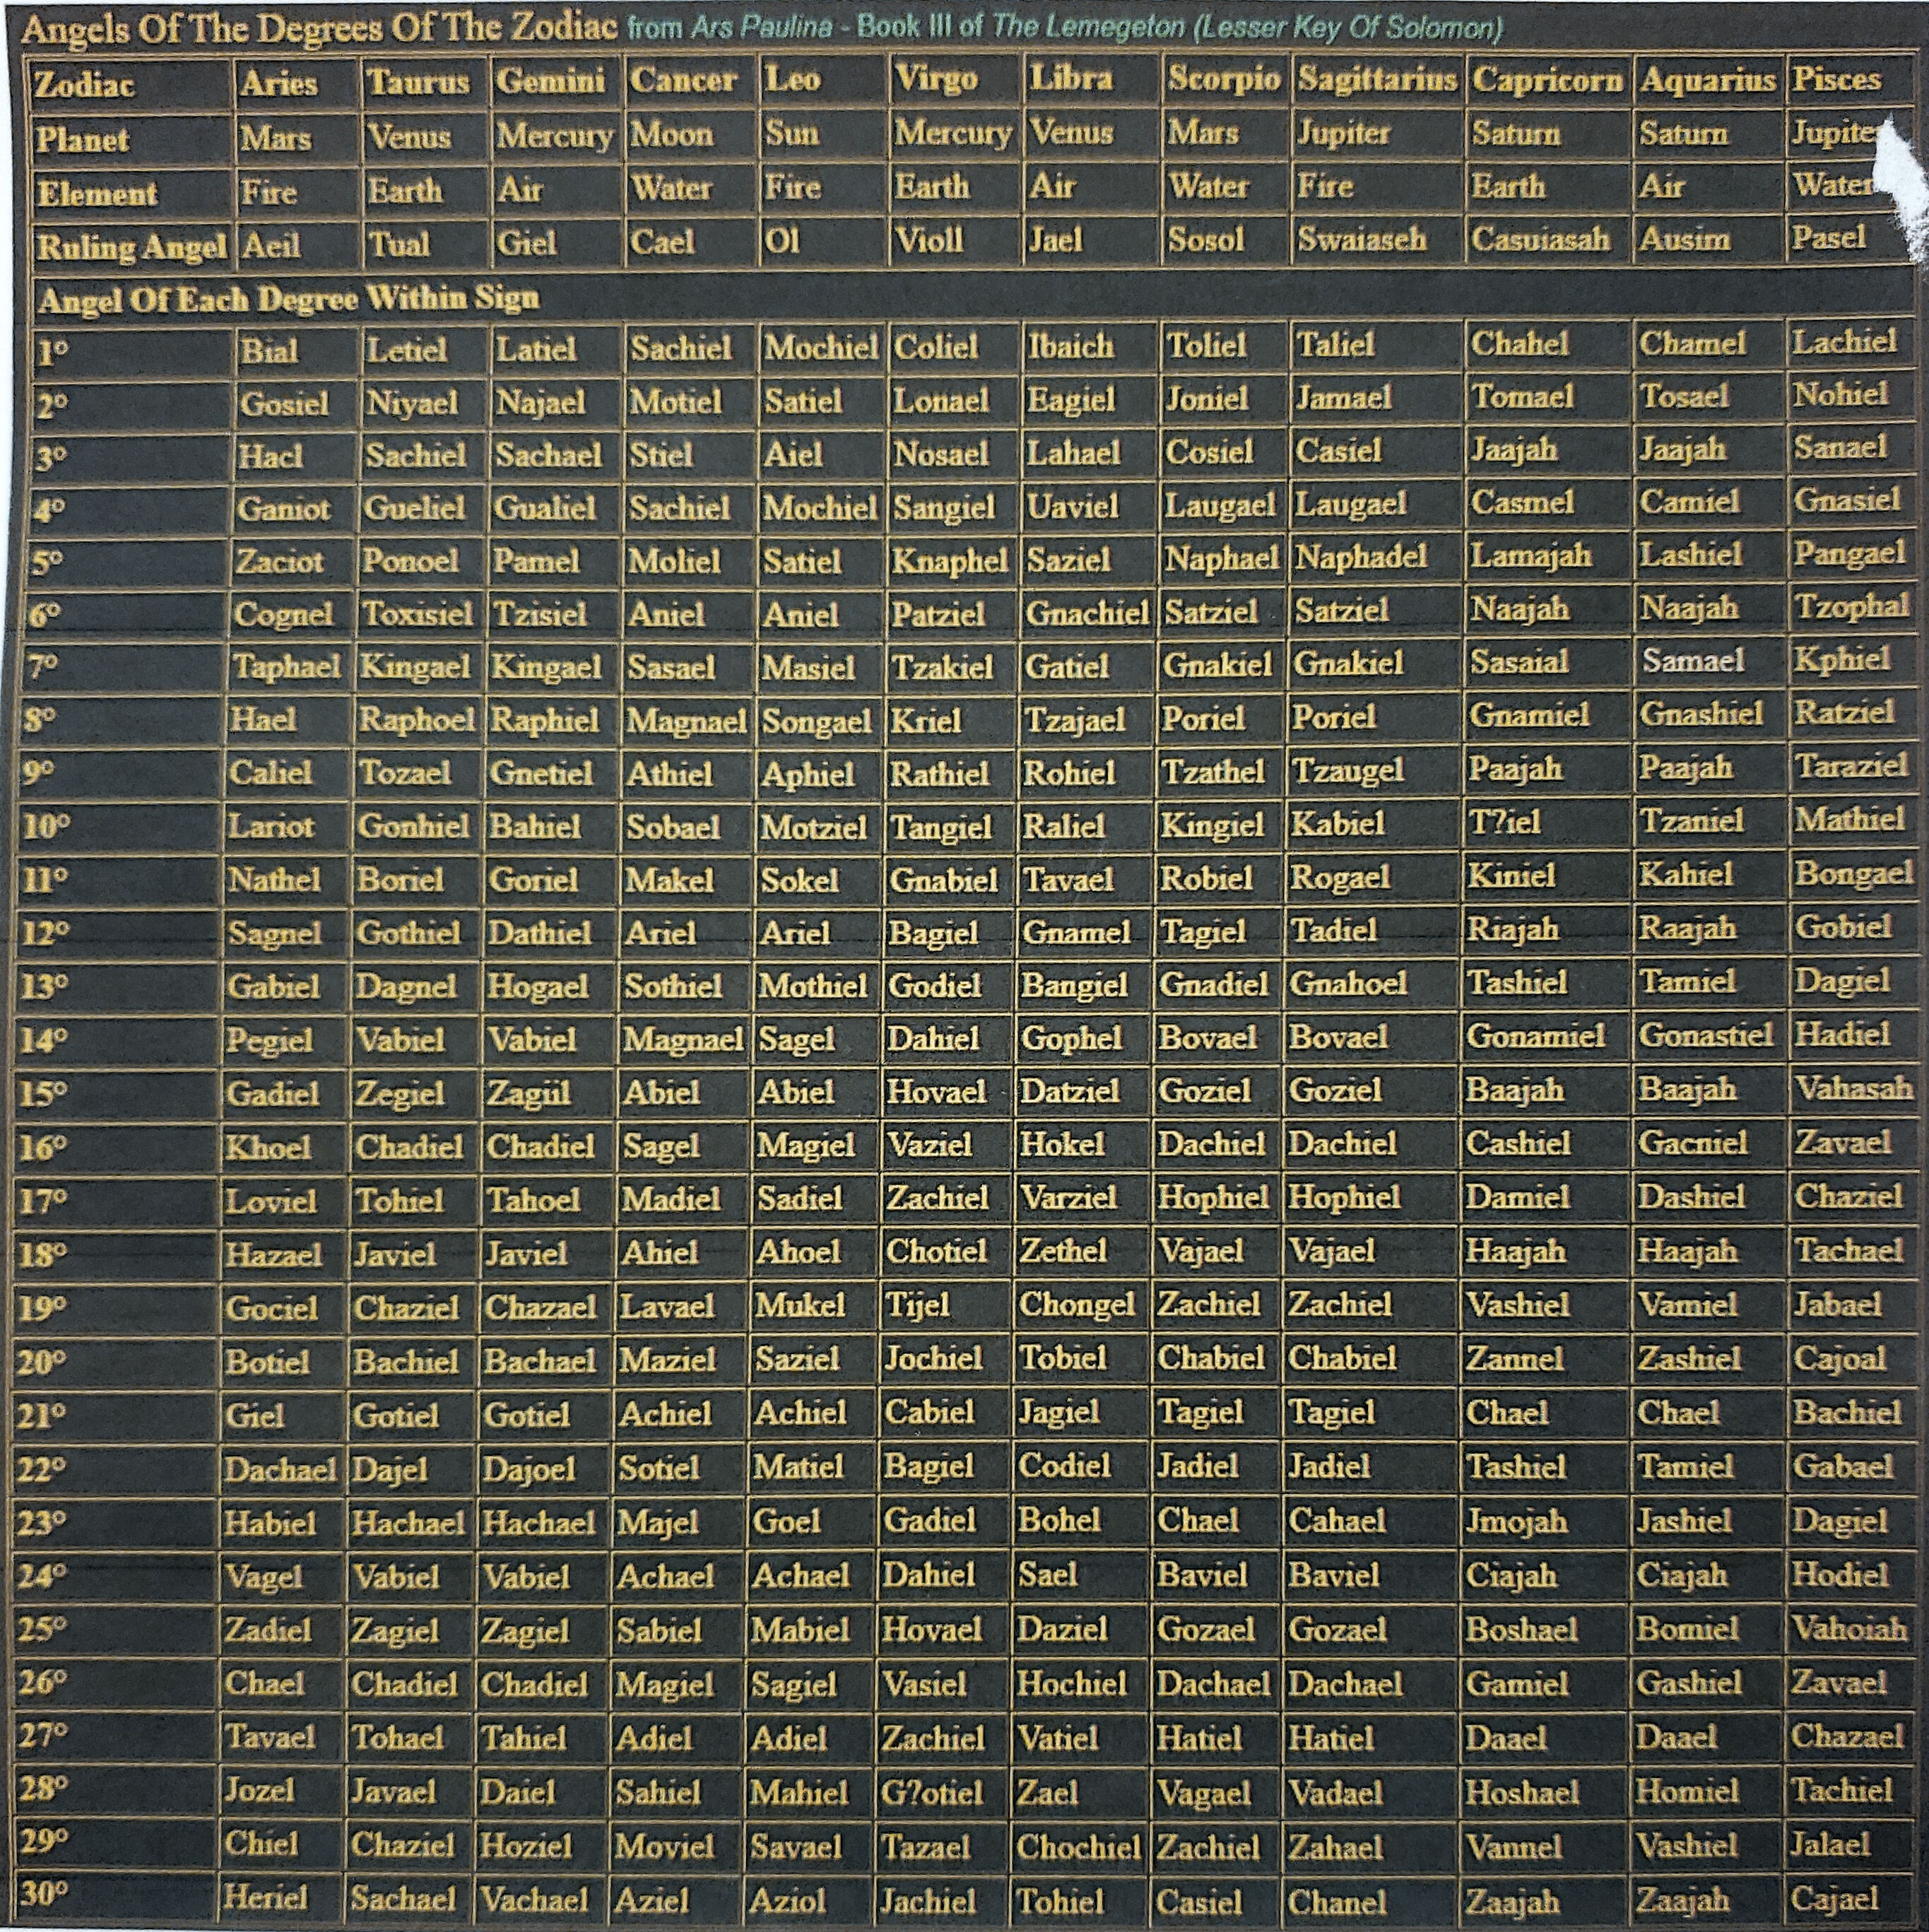 Angels Of The Degrees Of The Zodiac from Ars Paulina - Book III of The Lemegeton (Lesser Key Of Solomon)
Zodiac Aries Taurus Gemini Cancer Leo Virgo Libra Scorpio Sagittarius Capricorn Aquarius Pisces
Planet Mars Venus Mercury Moon Sun Mercury Venus Mars Jupiter Saturn Saturn Jupiter
Element Fire Earth Air Water Fire Earth Air Water Fire Earth Air Water
Ruling Angel Aeil Tual Giel Cael Ol Violl Jael Sosol Swaiaseh Casuiasah Ausim Pasel
Angel Of Each Degree Within Sign
1° Bial Letiel Latiel Sachiel Mochiel Coliel Ibaich Toliel Taliel Chahel Chamel Lachiel
2° Gosiel Niyael Najael Motiel Satiel Lonael Eagiel Joniel Jamael Tomael Tosael Nohiel
3° Hacl Sachiel Sachael Stiel Aiel Nosael Lahael Cosiel Casiel Jaajah Jaajah Sanael
4° Ganiot Gueliel Gualiel Sachiel Mochiel Sangiel Uaviel Laugael Laugael Casmel Camiel Gnasiel
5° Zaciot Ponoel Pamel Moliel Satiel Knaphel Saziel Naphael Naphadel Lamajah Lashiel Pangael
6° Cognel Toxisiel Tzisiel Aniel Aniel Patziel Gnachiel Satziel Satziel Naajah Naajah Tzophal
7° Taphael Kingael Kingael Sasael Masiel Tzakiel Gatiel Gnakiel Gnakiel Sasaial Samael Kphiel
8° Hael Raphoel Raphiel Magnael Songael Kriel Tzajael Poriel Poriel Gnamiel Gnashiel Ratziel
9° Caliel Tozael Gnetiel Athiel Aphiel Rathiel Rohiel Tzathel Tzaugel Paajah Paajah Taraziel
10° Lariot Gonhiel Bahiel Sobael Motziel Tangiel Raliel Kingiel Kabiel T?iel Tzaniel Mathiel
11° Nathel Boriel Goriel Makel Sokel Gnabiel Tavael Robiel Rogael Kiniel Kahiel Bongael
12° Sagnel Gothiel Dathiel Ariel Ariel Bagiel Gnamel Tagiel Tadiel Riajah Raajah Gobiel
13° Gabiel Dagnel Hogael Sothiel Mothiel Godiel Bangiel Gnadiel Gnahoel Tashiel Tamiel Dagiel
14° Pegiel Vabiel Vabiel Magnael Sagel Dahiel Gophel Bovael Bovael Gonamiel Gonastiel Hadiel
15° Gadiel Zegiel Zagiil Abiel Abiel Hovael Datziel Goziel Goziel Baajah Baajah Vahasah
16° Khoel Chadiel Chadiel Sagel Magiel Vaziel Hokel Dachiel Dachiel Cashiel Gacniel Zavael
17° Loviel Tohiel Tahoel Madiel Sadiel Zachiel Varziel Hophiel Hophiel Damiel Dashiel Chaziel
18° Hazael Javiel Javiel Ahiel Ahoel Chotiel Zethel Vajael Vajael Haajah Haajah Tachael
19° Gociel Chaziel Chazael Lavael Mukel Tijel Chongel Zachiel Zachiel Vashiel Vamiel Jabael
20° Botiel Bachiel Bachael Maziel Saziel Jochiel Tobiel Chabiel Chabiel Zannel Zashiel Cajoal
21° Giel Gotiel Gotiel Achiel Achiel Cabiel Jagiel Tagiel Tagiel Chael Chael Bachiel
22° Dachael Dajel Dajoel Sotiel Matiel Bagiel Codiel Jadiel Jadiel Tashiel Tamiel Gabael
23° Habiel Hachael Hachael Majel Goel Gadiel Bohel Chael Cahael Jmojah Jashiel Dagiel
24° Vagel Vabiel Vabiel Achael Achael Dahiel Sael Baviel Baviel Ciajah Ciajah Hodiel
25° Zadiel Zagiel Zagiel Sabiel Mabiel Hovael Daziel Gozael Gozael Boshael Bomiel Vahoiah
26° Chael Chadiel Chadiel Magiel Sagiel Vasiel Hochiel Dachael Dachael Gamiel Gashiel Zavael
27° Tavael Tohael Tahiel Adiel Adiel Zachiel Vatiel Hatiel Hatiel Daael Daael Chazael
28° Jozel Javael Daiel Sahiel Mahiel G?otiel Zael Vagael Vadael Hoshael Homiel Tachiel
29° Chiel Chaziel Hoziel Moviel Savael Tazael Chochiel Zachiel Zahael Vannel Vashiel Jalael
30° Heriel Sachael Vachael Aziel Aziol Jachiel Tohiel Casiel Chanel Zaajah Zaajah Cajael